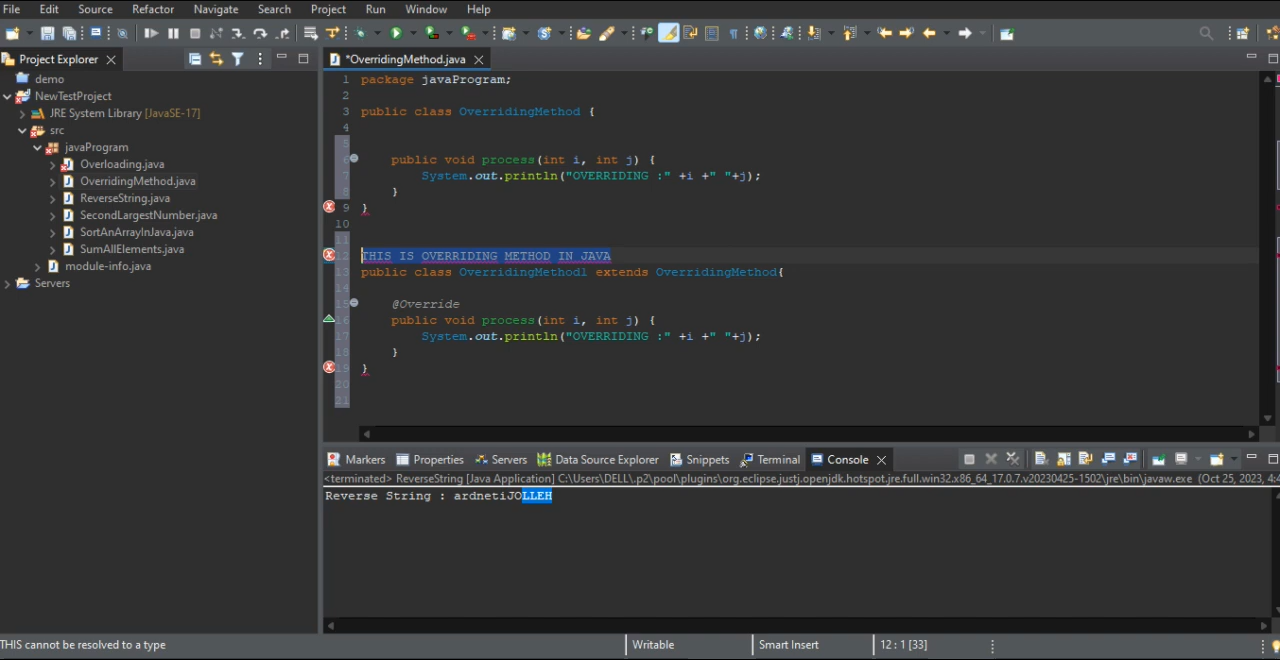 File Edit Source Refactor Navigate Search Project Run Window Help
Project Explorer
demo
NewTestProject
JRE System Library [JavaSE-17]
src
javaProgram
Overloading.java
OverridingMethod.java
ReverseString.java
SecondLargestNumber.java
SortAnArrayInJava.java
SumAllElements.java
module-info.java
Servers
*OverridingMethod.java
1 package javaProgram;
2
3 public class OverridingMethod {
4
5
6 public void process(int i, int j) {
7 System.out.println("OVERRIDING :" +i +" "+j);
8 }
9 }
10
11
12 THIS IS OVERRIDING METHOD IN JAVA
13 public class OverridingMethod1 extends OverridingMethod{
14
15 @Override
16 public void process(int i, int j) {
17 System.out.println("OVERRIDING :" +i +" "+j);
18 }
19 }
20
21
Markers Properties Servers Data Source Explorer Snippets Terminal Console
<terminated> ReverseString [Java Application] C:\Users\DELL\.p2\pool\plugins\org.eclipse.justj.openjdk.hotspot.jre.full.win32.x86_64_17.0.7.v20230425-1502\jre\bin\javaw.exe (Oct 25, 2023, 4:4
Reverse String : ardnetiJOLLEH
THIS cannot be resolved to a type Writable Smart Insert 12 : 1 [33]